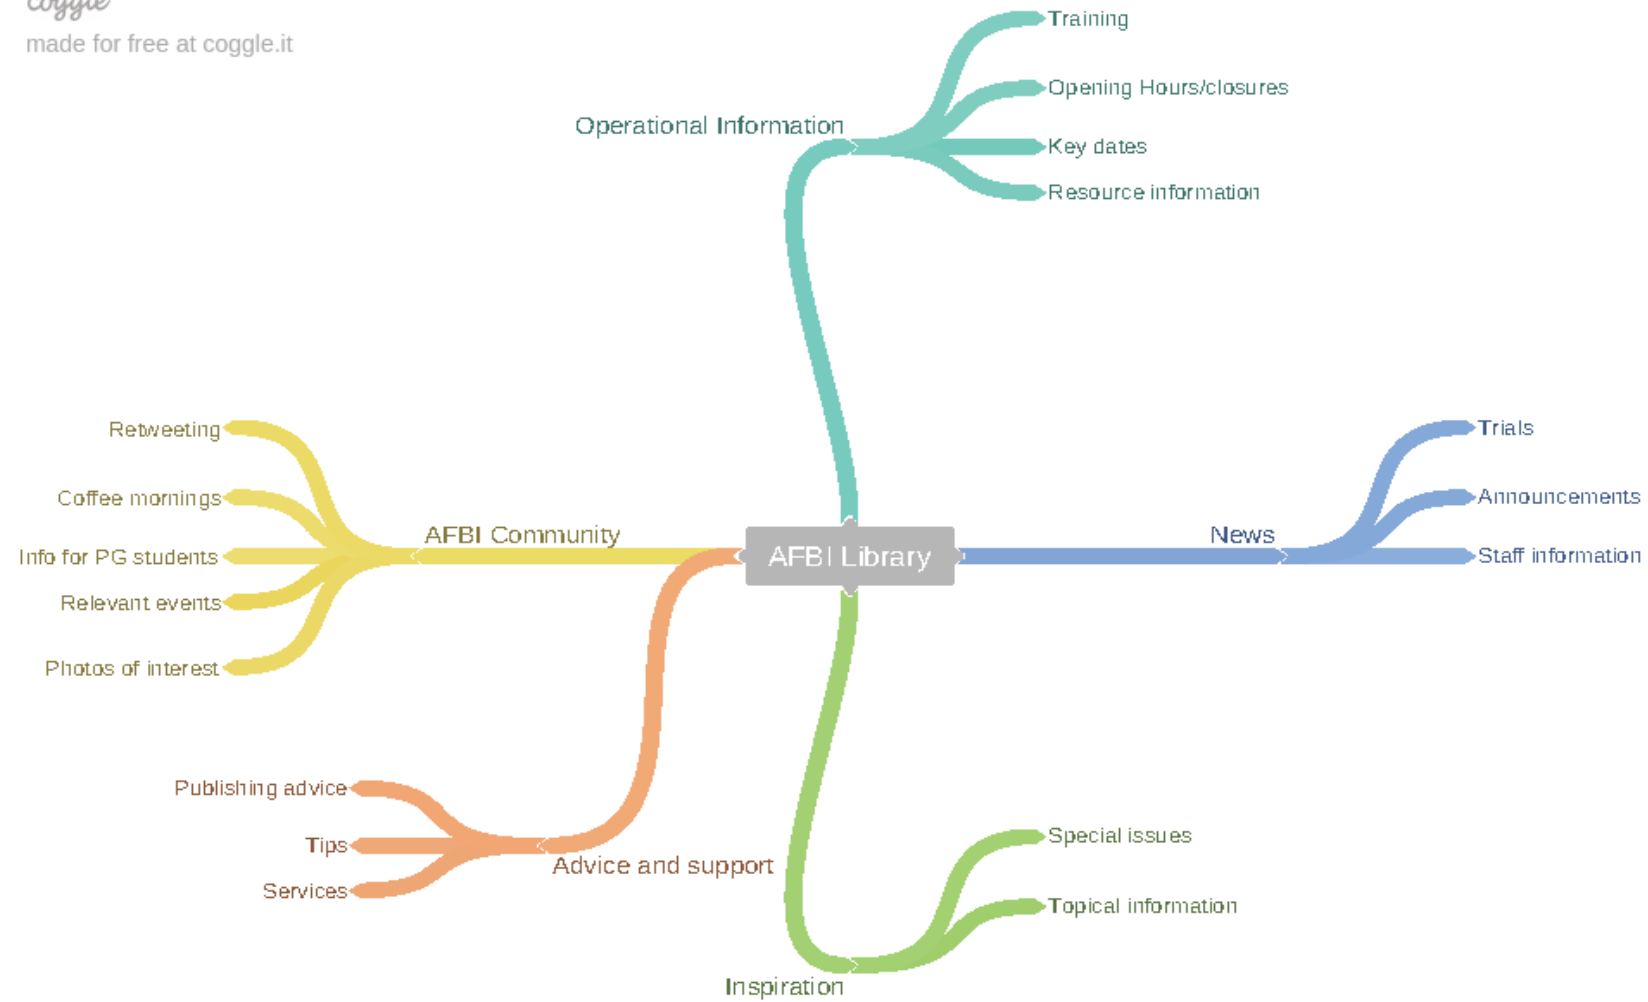 coggle
made for free at coggle.it
Operational Information
Training
Opening Hours/closures
Key dates
Resource information
AFBI Library
News
Trials
Announcements
Staff information
AFBI Community
Retweeting
Coffee mornings
Info for PG students
Relevant events
Photos of interest
Advice and support
Publishing advice
Tips
Services
Inspiration
Special issues
Topical information